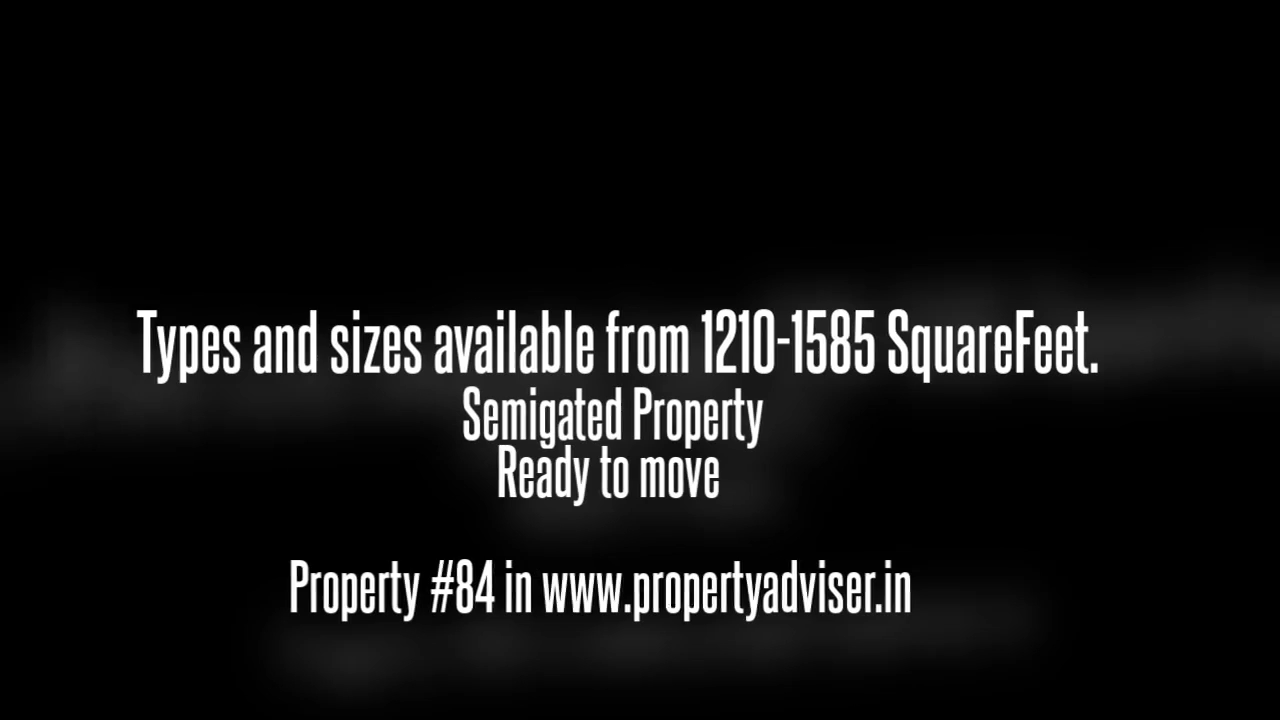 Types and sizes available from 1210-1585 SquareFeet.
Semigated Property
Ready to move
Property #84 in www.propertyadviser.in